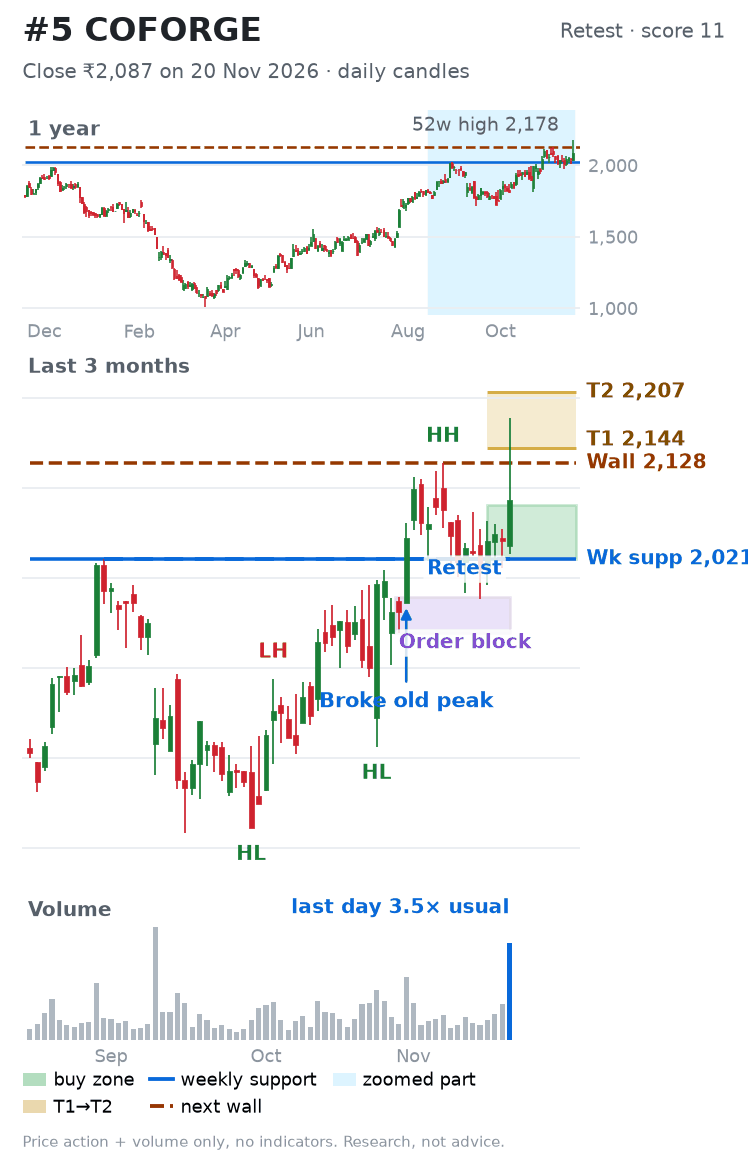 #5 COFORGE
Retest · score 11
Close ₹2,087 on 20 Nov 2026 · daily candles
1 year
52w high 2,178
2,000
1,500
1,000
Dec Feb Apr Jun Aug Oct
Last 3 months
T2 2,207
HH
T1 2,144
Wall 2,128
Wk supp 2,021
Retest
LH
Order block
Broke old peak
HL
HL
Volume
last day 3.5× usual
Sep Oct Nov
buy zone weekly support zoomed part
T1→T2 next wall
Price action + volume only, no indicators. Research, not advice.